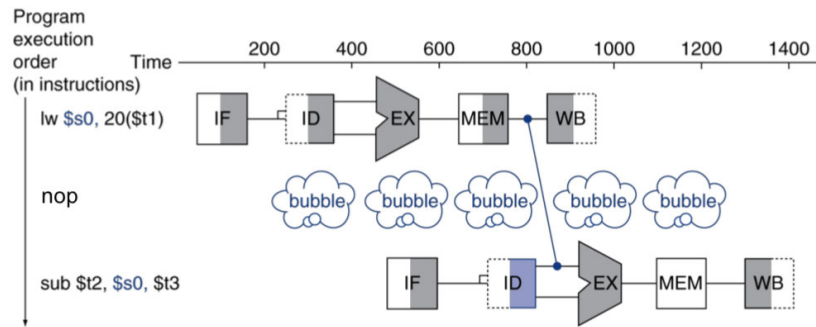 Program
execution
order
(in instructions)
Time
200 400 600 800 1000 1200 1400
lw $s0, 20($t1)
IF ID EX MEM WB
nop
bubble bubble bubble bubble bubble
sub $t2, $s0, $t3
IF ID EX MEM WB